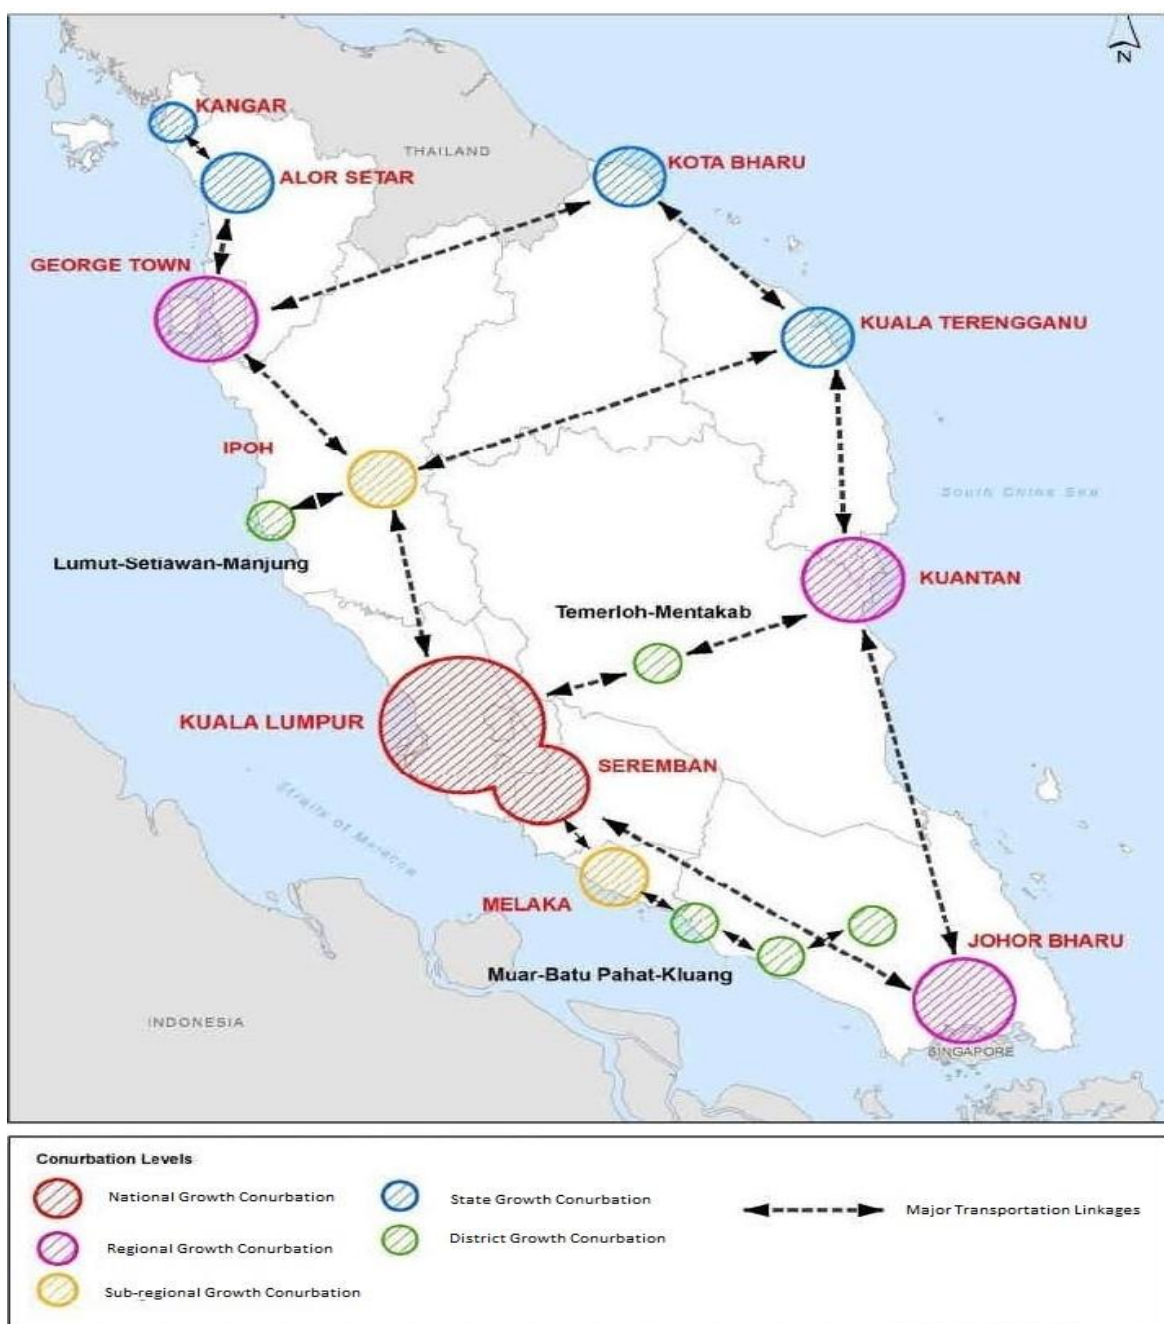 N
KANGAR
THAILAND
KOTA BHARU
ALOR SETAR
GEORGE TOWN
KUALA TERENGGANU
IPOH
South China Sea
Lumut-Setiawan-Manjung
KUANTAN
Temerloh-Mentakab
KUALA LUMPUR
SEREMBAN
Straits of Maracca
MELAKA
JOHOR BHARU
Muar-Batu Pahat-Kluang
INDONESIA
SINGAPORE
Conurbation Levels
National Growth Conurbation
State Growth Conurbation
Major Transportation Linkages
Regional Growth Conurbation
District Growth Conurbation
Sub-regional Growth Conurbation